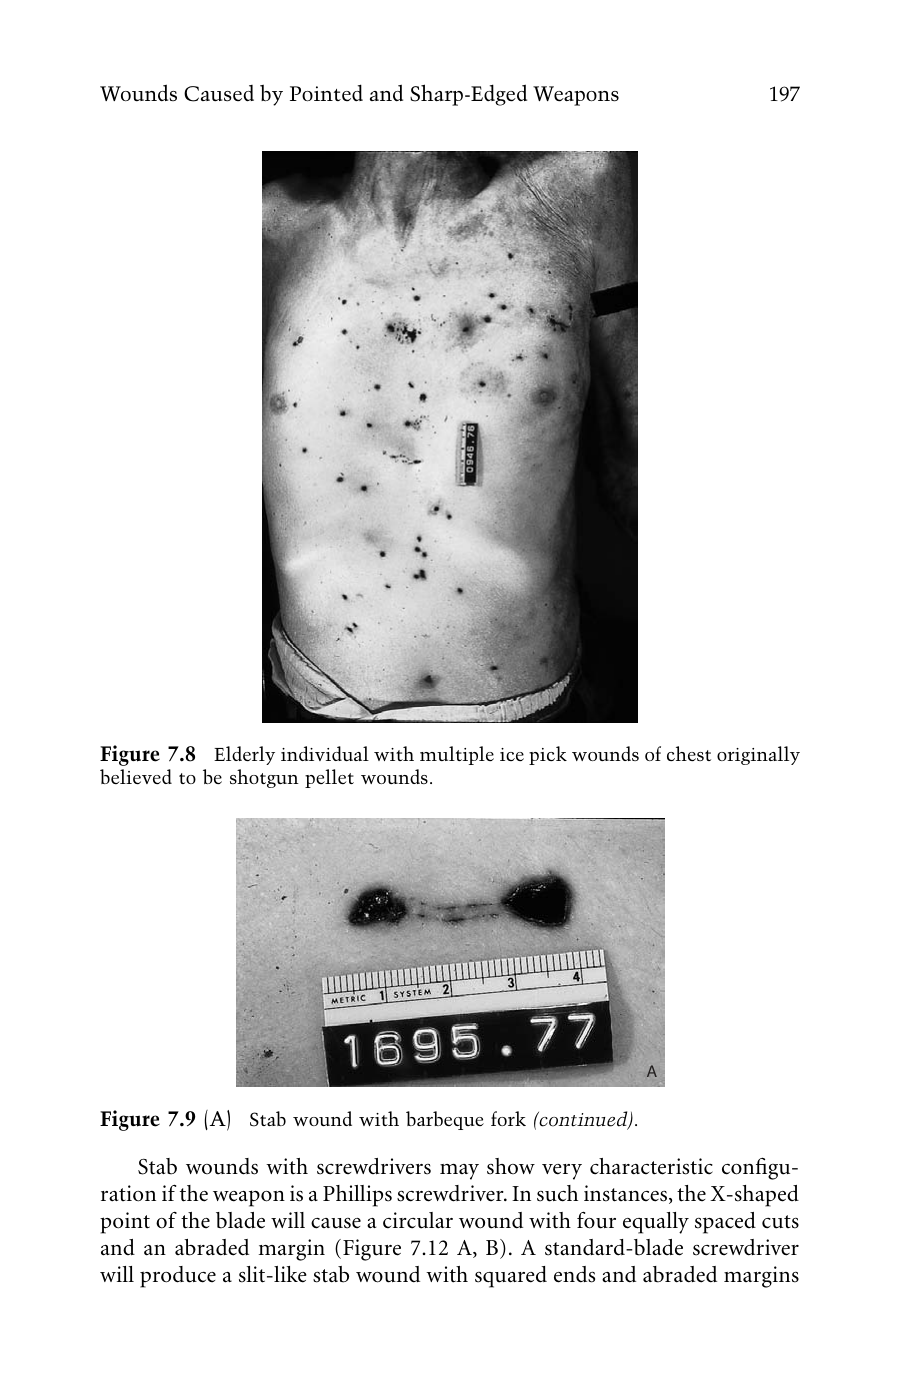 Wounds Caused by Pointed and Sharp-Edged Weapons 197
0946.76
Figure 7.8 Elderly individual with multiple ice pick wounds of chest originally
believed to be shotgun pellet wounds.
METRIC 1 SYSTEM 2 3 4
1695.77
A
Figure 7.9 (A) Stab wound with barbeque fork (continued).
Stab wounds with screwdrivers may show very characteristic configu-
ration if the weapon is a Phillips screwdriver. In such instances, the X-shaped
point of the blade will cause a circular wound with four equally spaced cuts
and an abraded margin (Figure 7.12 A, B). A standard-blade screwdriver
will produce a slit-like stab wound with squared ends and abraded margins